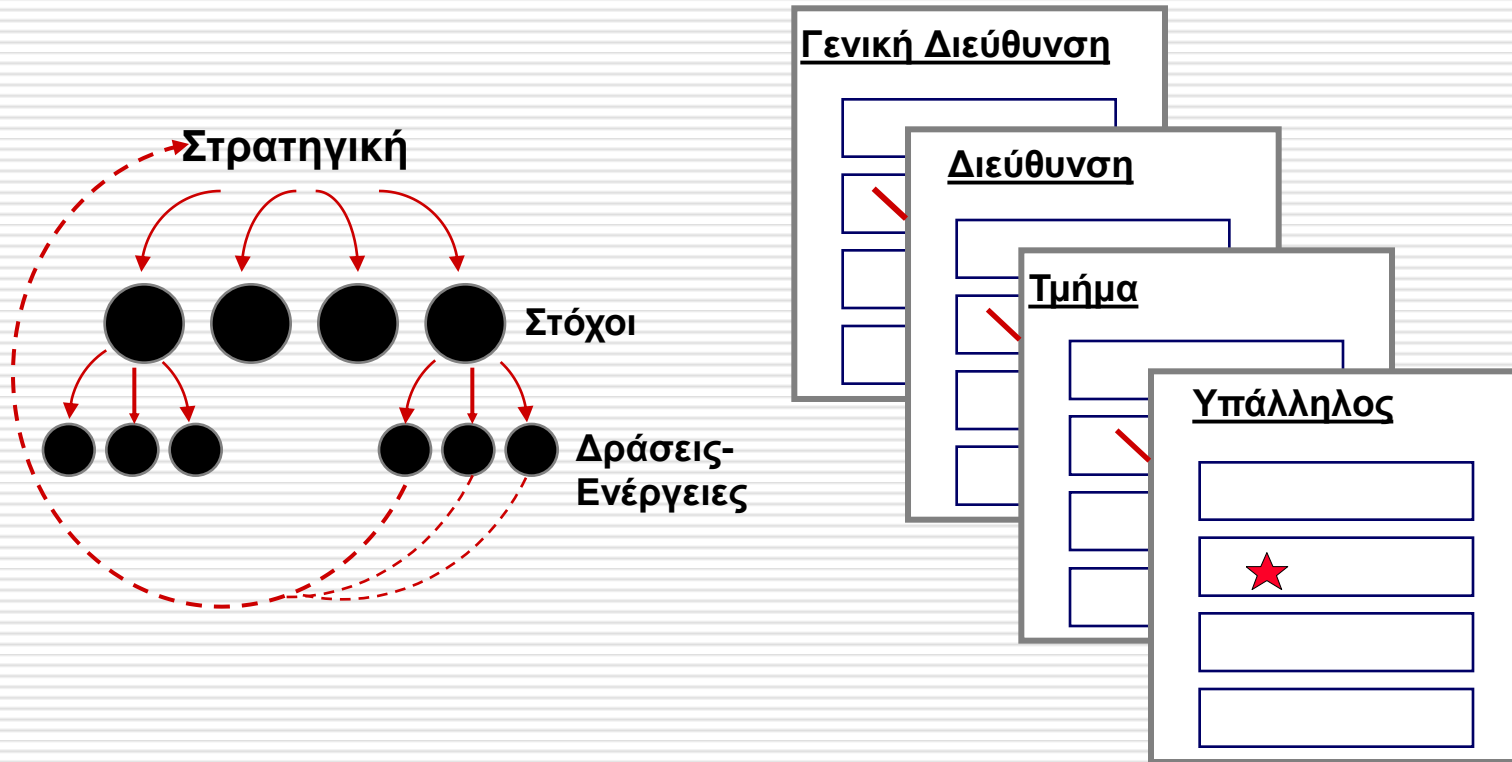 Στρατηγική
Στόχοι
Δράσεις-
Ενέργειες
Γενική Διεύθυνση
Διεύθυνση
Τμήμα
Υπάλληλος